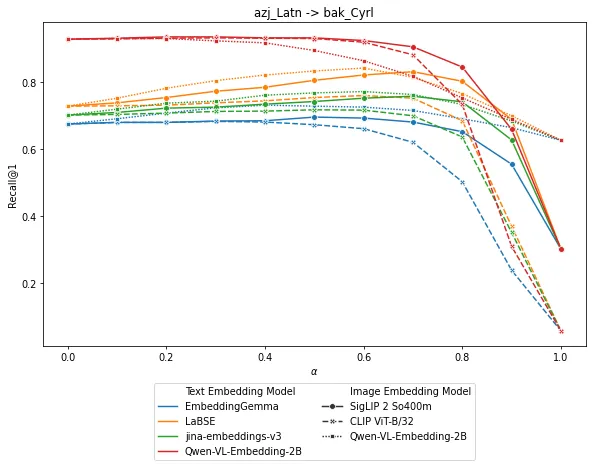 azj_Latn -> bak_Cyrl
Recall@1
0.8
0.6
0.4
0.2
0.0 0.2 0.4 0.6 0.8 1.0
α
Text Embedding Model
EmbeddingGemma
LaBSE
jina-embeddings-v3
Qwen-VL-Embedding-2B
Image Embedding Model
SigLIP 2 So400m
CLIP ViT-B/32
Qwen-VL-Embedding-2B